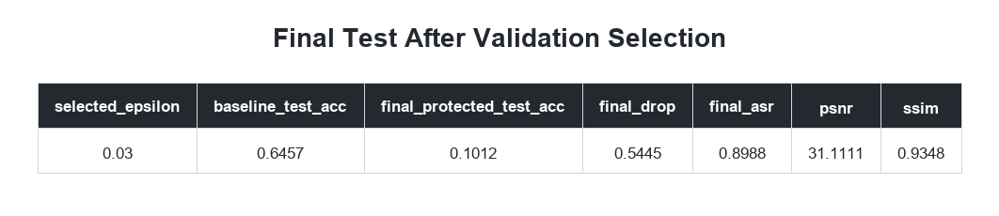 Final Test After Validation Selection
selected_epsilon baseline_test_acc final_protected_test_acc final_drop final_asr psnr ssim
0.03 0.6457 0.1012 0.5445 0.8988 31.1111 0.9348